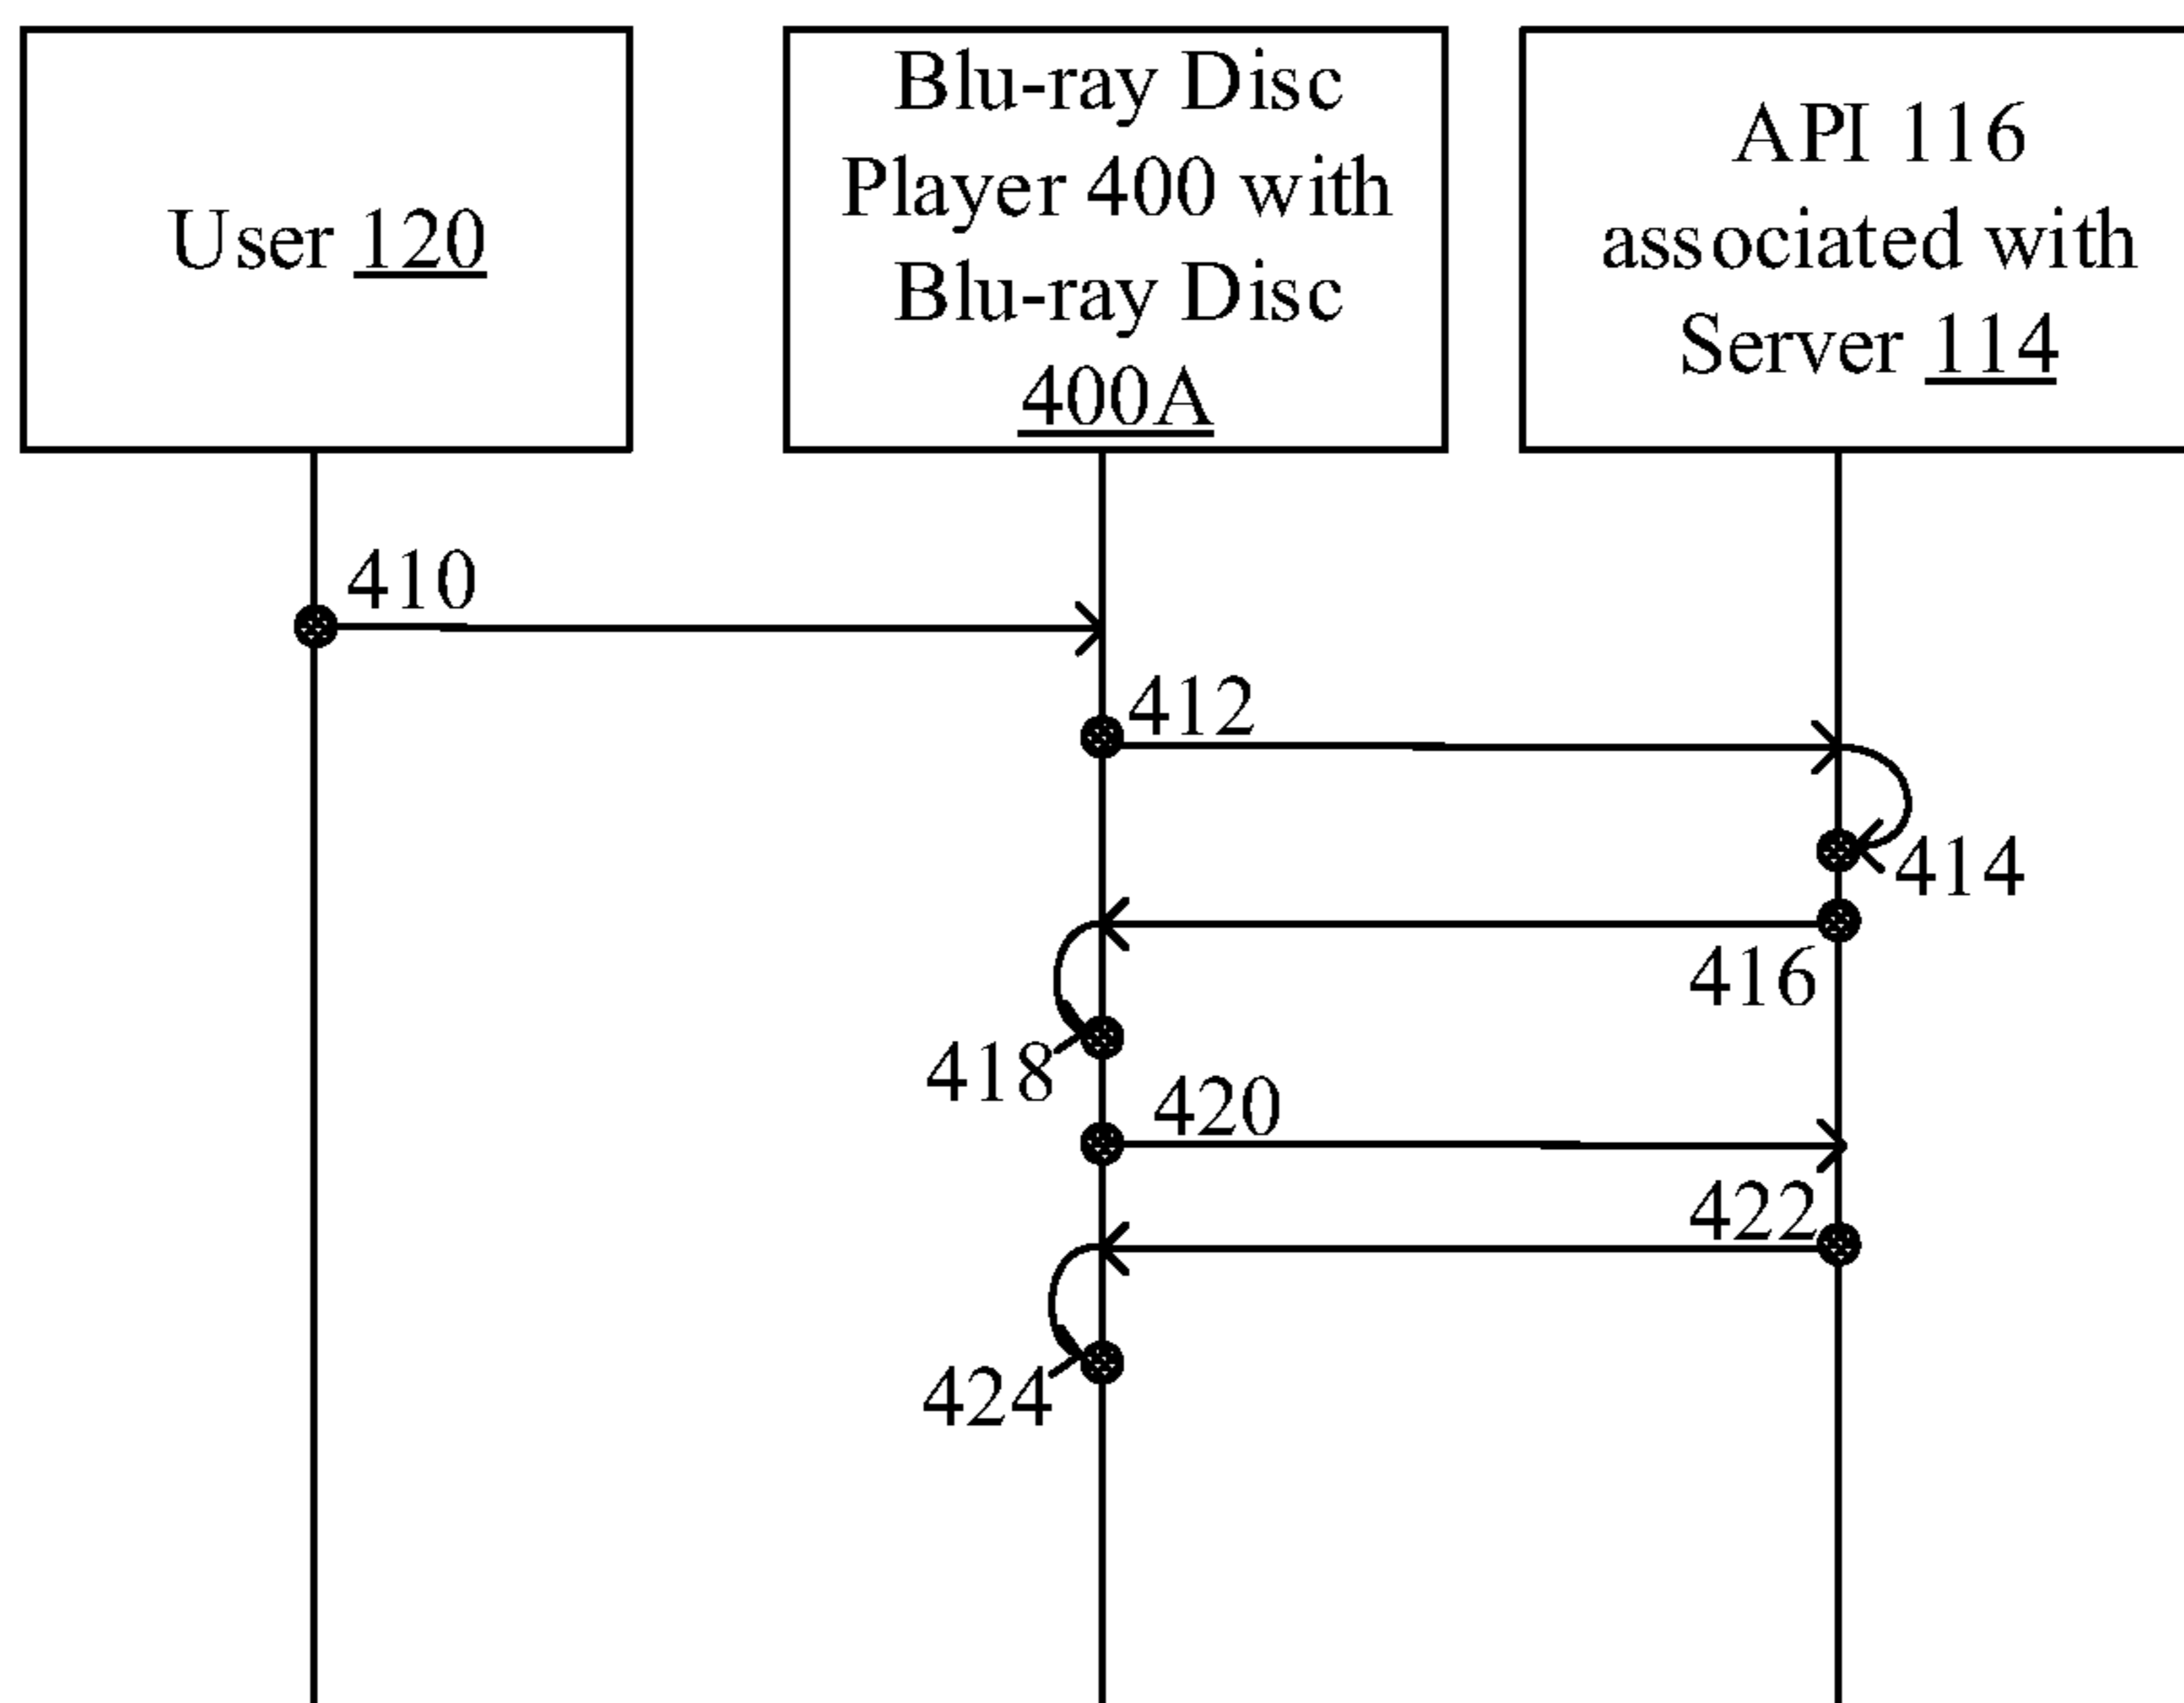 User 120
Blu-ray Disc
Player 400 with
Blu-ray Disc
400A
API 116
associated with
Server 114
410
412
414
416
418
420
422
424